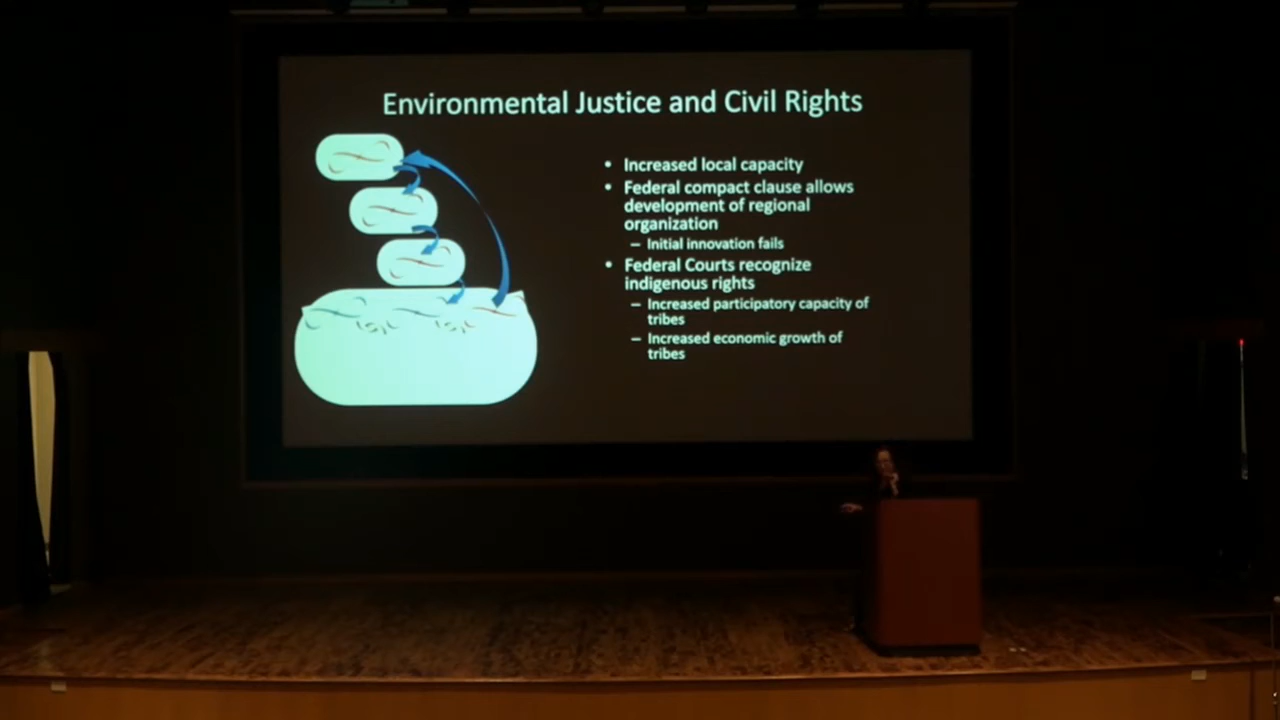 Environmental Justice and Civil Rights
• Increased local capacity
• Federal compact clause allows
development of regional
organization
– Initial innovation fails
• Federal Courts recognize
indigenous rights
– Increased participatory capacity of
tribes
– Increased economic growth of
tribes